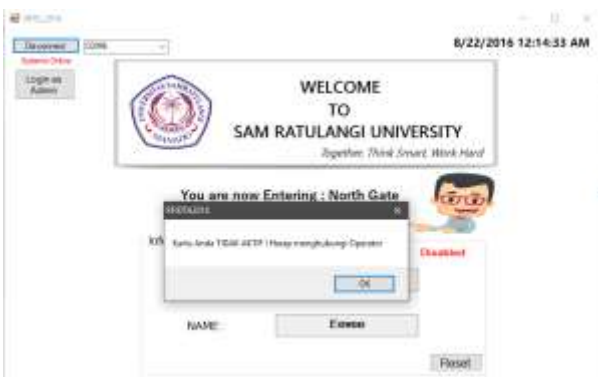 8/22/2016 12:14:33 AM
Disconnect
COM6
System Online
Login as
Admin
WELCOME
TO
SAM RATULANGI UNIVERSITY
Together. Think Smart. Work Hard
You are now Entering : North Gate
Kartu Anda TIDAK AKTIF ! Harap menghubungi Operator
OK
Disabled
NAME:
Reset